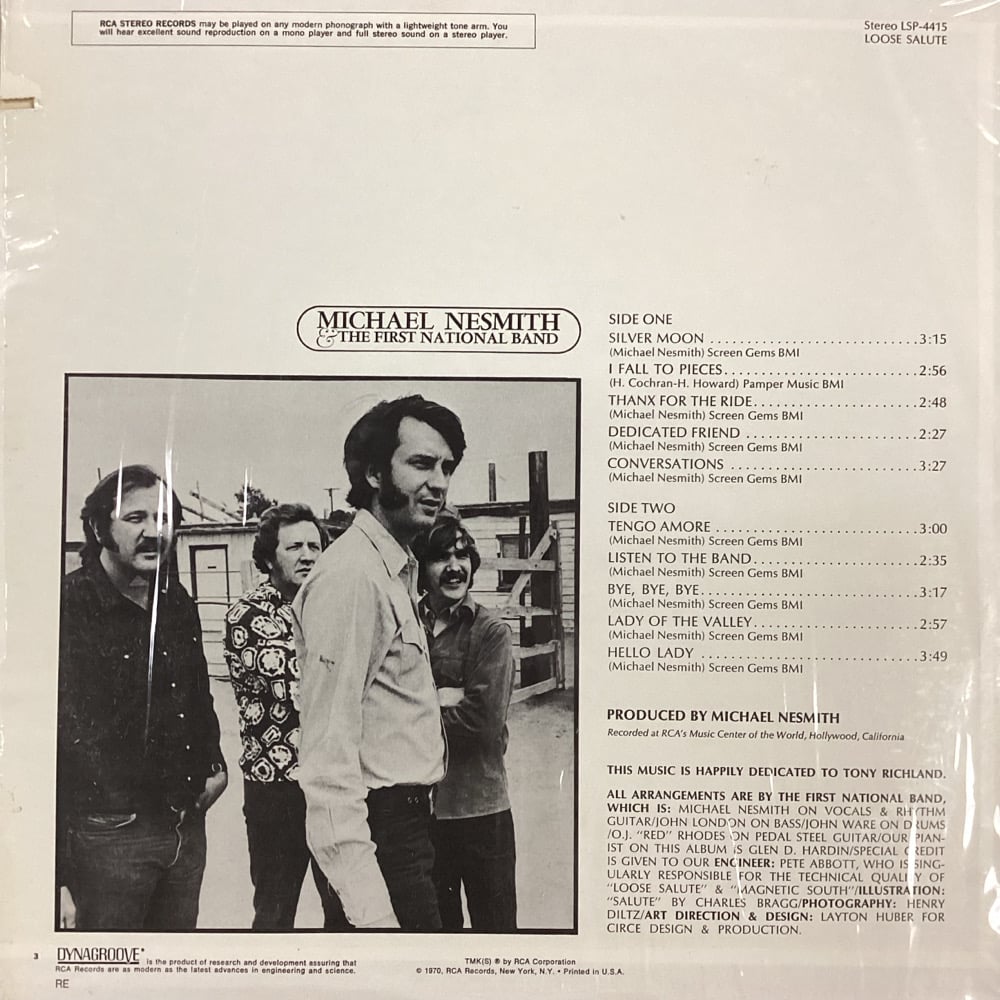 RCA STEREO RECORDS may be played on any modern phonograph with a lightweight tone arm. You
will hear excellent sound reproduction on a mono player and full stereo sound on a stereo player.
Stereo LSP-4415
LOOSE SALUTE
MICHAEL NESMITH
& THE FIRST NATIONAL BAND
SIDE ONE
SILVER MOON ...........................3:15
(Michael Nesmith) Screen Gems BMI
I FALL TO PIECES.........................2:56
(H. Cochran-H. Howard) Pamper Music BMI
THANX FOR THE RIDE.....................2:48
(Michael Nesmith) Screen Gems BMI
DEDICATED FRIEND ......................2:27
(Michael Nesmith) Screen Gems BMI
CONVERSATIONS ........................3:27
(Michael Nesmith) Screen Gems BMI
SIDE TWO
TENGO AMORE ..........................3:00
(Michael Nesmith) Screen Gems BMI
LISTEN TO THE BAND.....................2:35
(Michael Nesmith) Screen Gems BMI
BYE, BYE, BYE............................3:17
(Michael Nesmith) Screen Gems BMI
LADY OF THE VALLEY.....................2:57
(Michael Nesmith) Screen Gems BMI
HELLO LADY ............................3:49
(Michael Nesmith) Screen Gems BMI
PRODUCED BY MICHAEL NESMITH
Recorded at RCA's Music Center of the World, Hollywood, California
THIS MUSIC IS HAPPILY DEDICATED TO TONY RICHLAND.
ALL ARRANGEMENTS ARE BY THE FIRST NATIONAL BAND,
WHICH IS: MICHAEL NESMITH ON VOCALS & RHYTHM
GUITAR/JOHN LONDON ON BASS/JOHN WARE ON DRUMS
/O.J. "RED" RHODES ON PEDAL STEEL GUITAR/OUR PIAN-
IST ON THIS ALBUM IS GLEN D. HARDIN/SPECIAL CREDIT
IS GIVEN TO OUR ENGINEER: PETE ABBOTT, WHO IS SING-
ULARLY RESPONSIBLE FOR THE TECHNICAL QUALITY OF
"LOOSE SALUTE" & "MAGNETIC SOUTH"/ILLUSTRATION:
"SALUTE" BY CHARLES BRAGG/PHOTOGRAPHY: HENRY
DILTZ/ART DIRECTION & DESIGN: LAYTON HUBER FOR
CIRCE DESIGN & PRODUCTION.
3 DYNAGROOVE* is the product of research and development assuring that
RCA Records are as modern as the latest advances in engineering and science.
RE
TMK(S) ® by RCA Corporation
© 1970, RCA Records, New York, N.Y. • Printed in U.S.A.